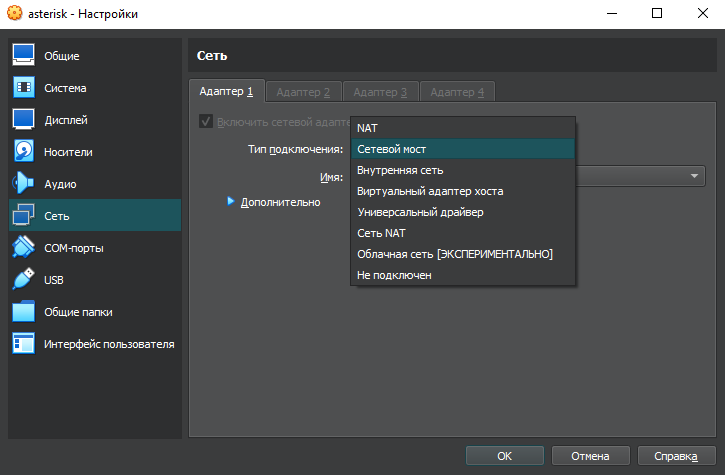 asterisk - Настройки
Общие
Система
Дисплей
Носители
Аудио
Сеть
COM-порты
USB
Общие папки
Интерфейс пользователя
Сеть
Адаптер 1 Адаптер 2 Адаптер 3 Адаптер 4
Включить сетевой адапте
Тип подключения:
Имя:
Дополнительно
NAT
Сетевой мост
Внутренняя сеть
Виртуальный адаптер хоста
Универсальный драйвер
Сеть NAT
Облачная сеть [ЭКСПЕРИМЕНТАЛЬНО]
Не подключен
OK Отмена Справка